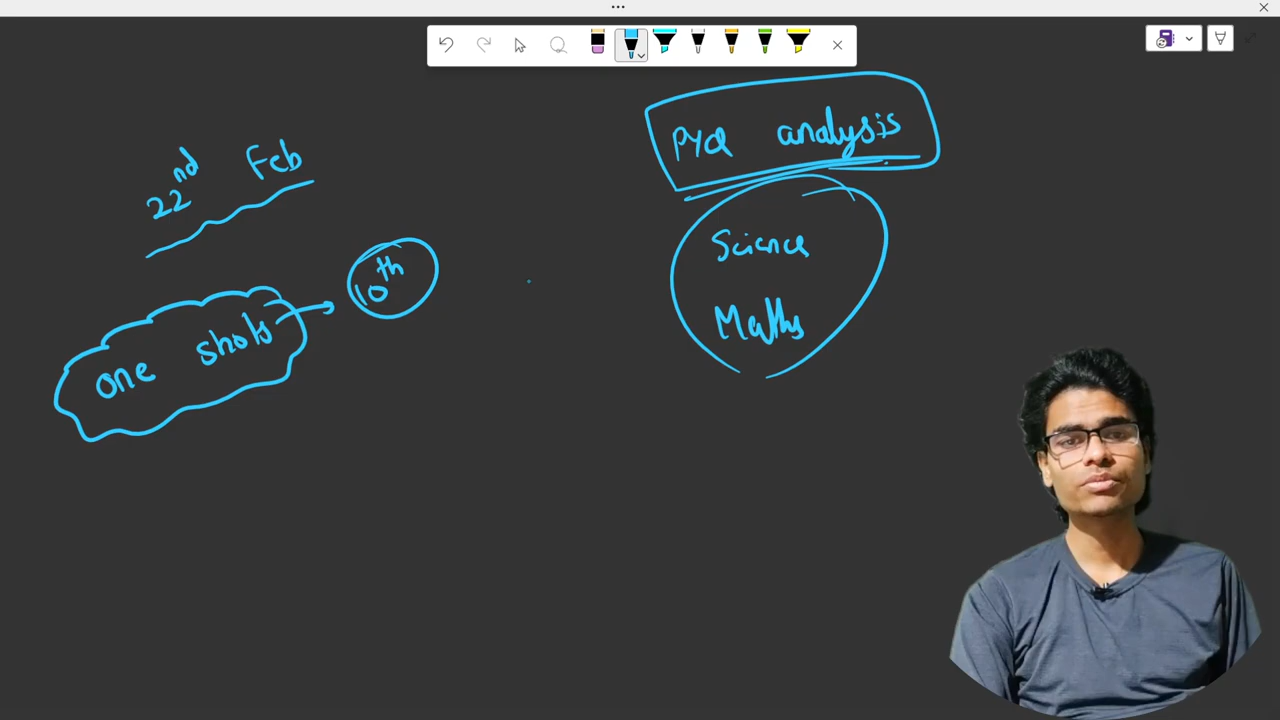 22nd Feb
one shots
10th
PYQ analysis
Science
Maths